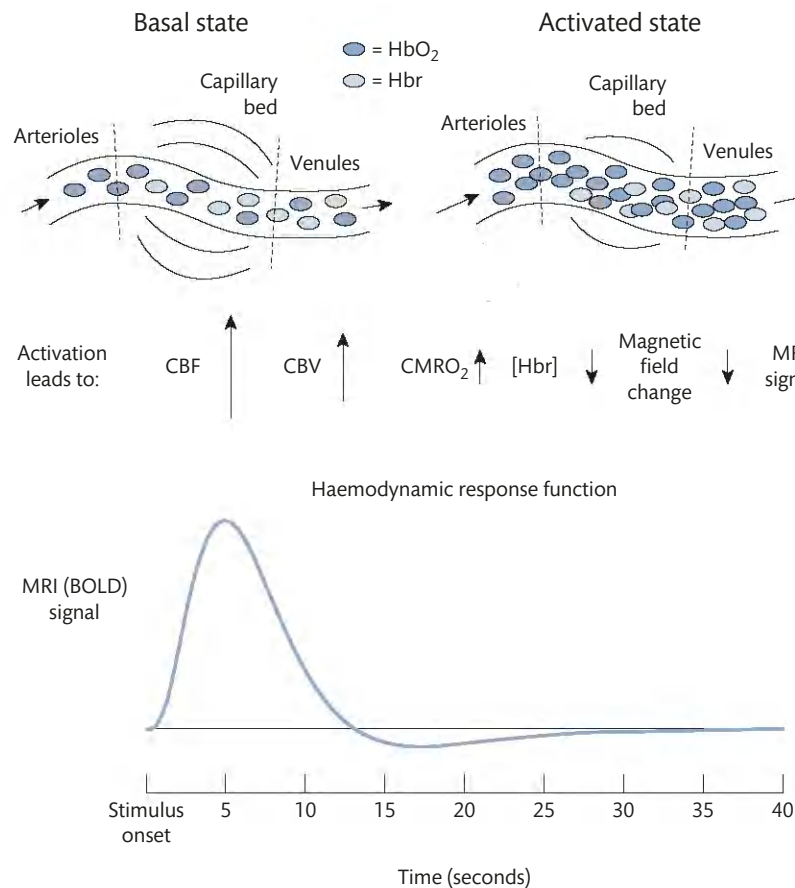 Basal state
Activated state
= HbO₂
= Hbr
Capillary
bed
Arterioles
Venules
Capillary
bed
Arterioles
Venules
Activation
leads to:
CBF
CBV
CMRO₂
[Hbr]
Magnetic
field
change
Haemodynamic response function
MRI (BOLD)
signal
Stimulus
onset
5
10
15
20
25
30
35
40
Time (seconds)